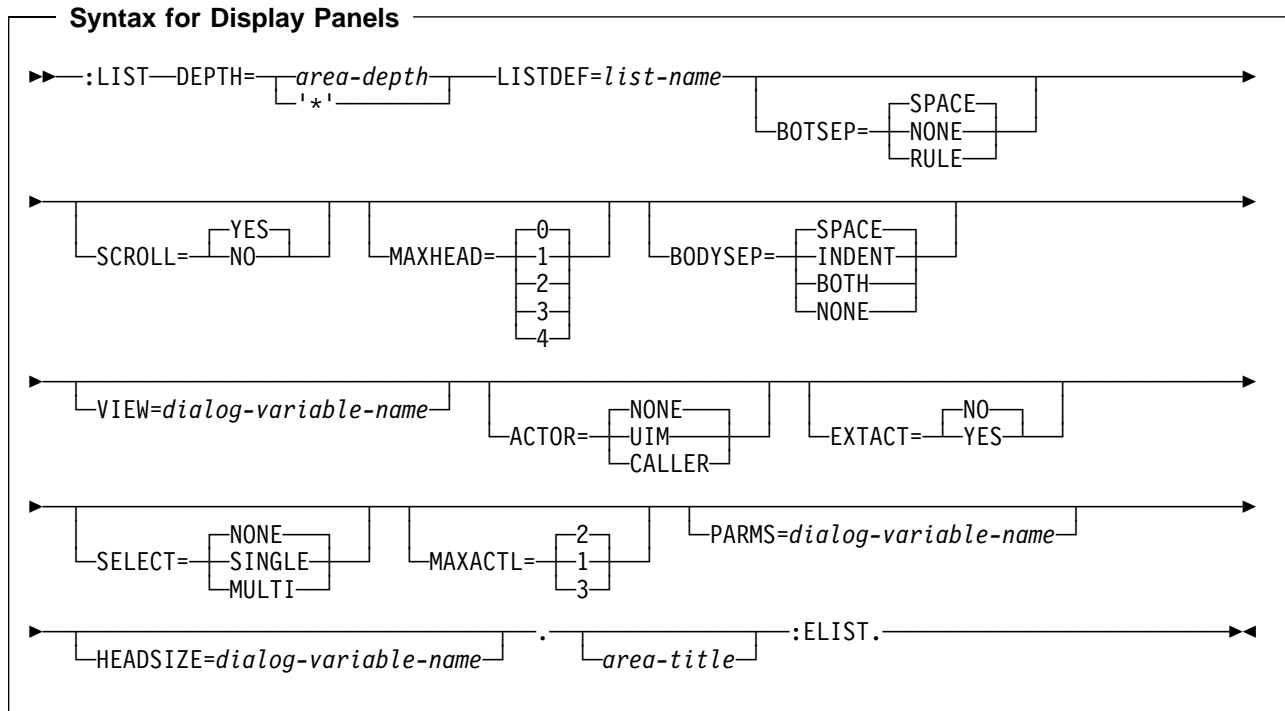 Syntax for Display Panels
:LIST DEPTH= area-depth LISTDEF=list-name
'*'
SPACE
BOTSEP= NONE
RULE
YES 0 SPACE
SCROLL= NO MAXHEAD= 1 BODYSEP= INDENT
2 BOTH
3 NONE
4
VIEW=dialog-variable-name NONE NO
ACTOR= UIM EXTACT= YES
CALLER
NONE 2 PARMS=dialog-variable-name
SELECT= SINGLE MAXACTL= 1
MULTI 3
. :ELIST.
HEADSIZE=dialog-variable-name area-title